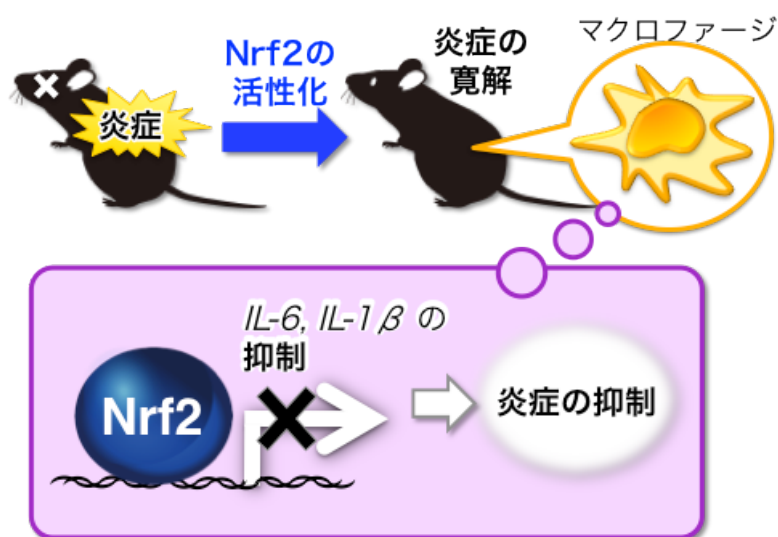 Nrf2の
活性化
炎症
炎症の
寛解
マクロファージ
IL-6, IL-1β の
抑制
Nrf2
炎症の抑制